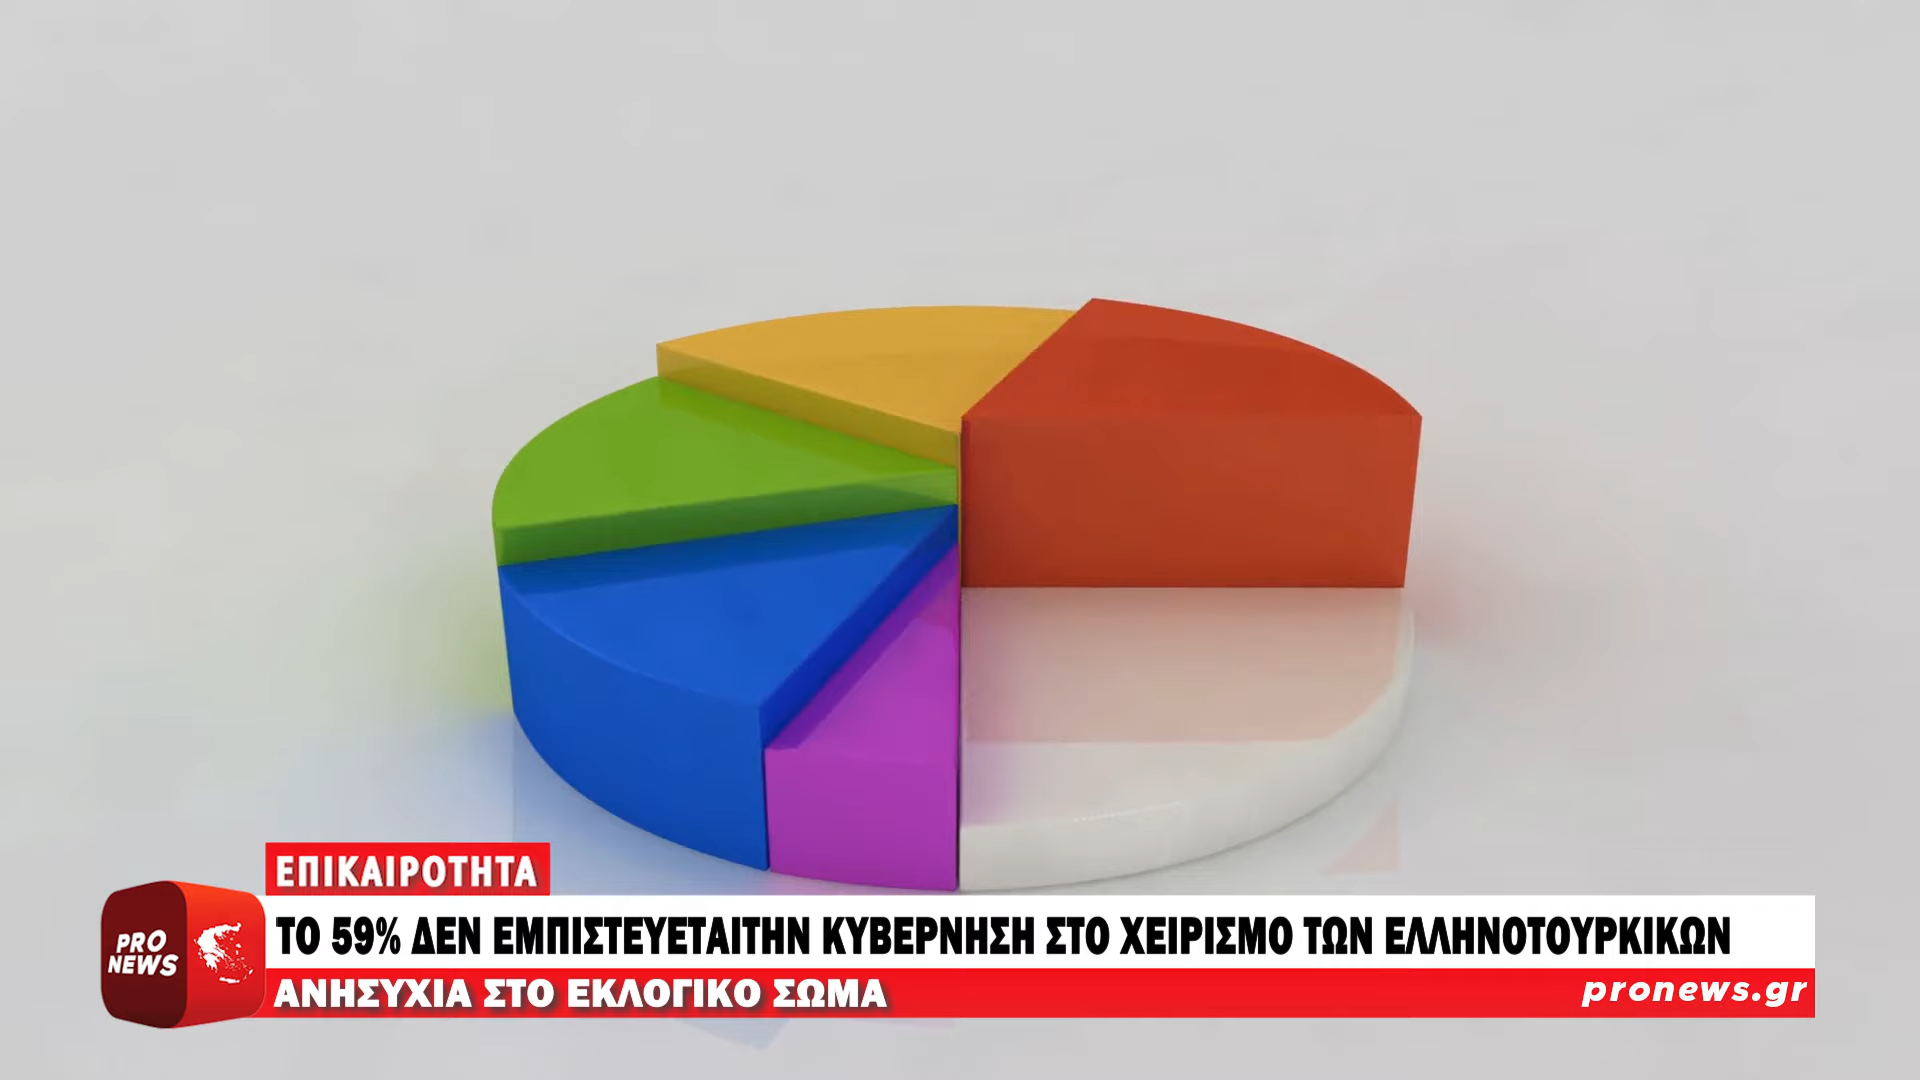 ΕΠΙΚΑΙΡΟΤΗΤΑ
PRO
NEWS
ΤΟ 59% ΔΕΝ ΕΜΠΙΣΤΕΥΕΤΑΙΤΗΝ ΚΥΒΕΡΝΗΣΗ ΣΤΟ ΧΕΙΡΙΣΜΟ ΤΩΝ ΕΛΛΗΝΟΤΟΥΡΚΙΚΩΝ
ΑΝΗΣΥΧΙΑ ΣΤΟ ΕΚΛΟΓΙΚΟ ΣΩΜΑ
pronews.gr